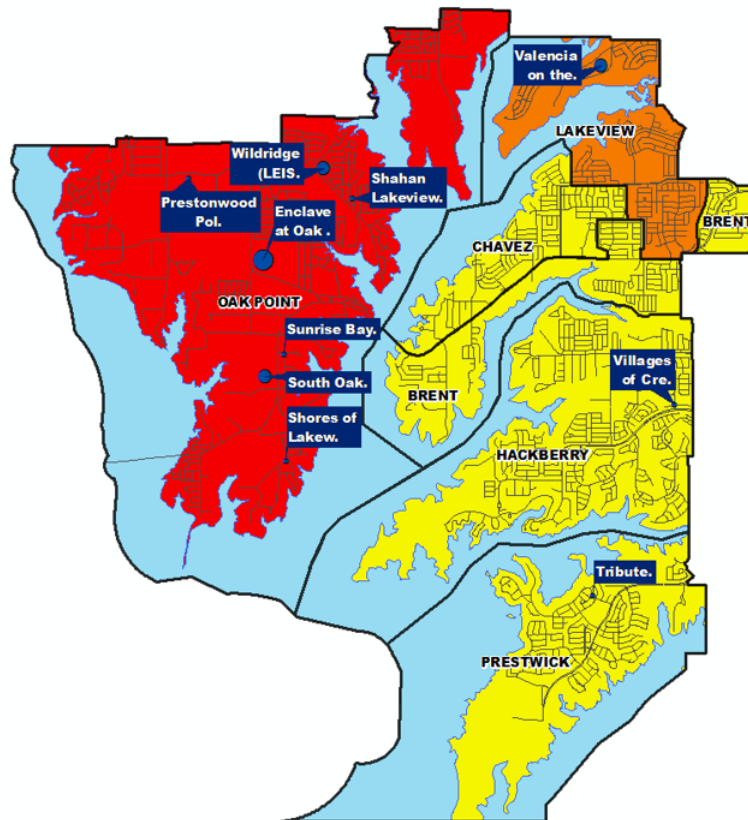 Valencia
on the.
LAKEVIEW
Wildridge
(LEIS.
Shahan
Lakeview.
Prestonwood
Pol.
Enclave
at Oak .
BRENT
CHAVEZ
OAK POINT
Sunrise Bay.
Villages
of Cre.
South Oak.
BRENT
Shores of
Lakew.
HACKBERRY
Tribute.
PRESTWICK